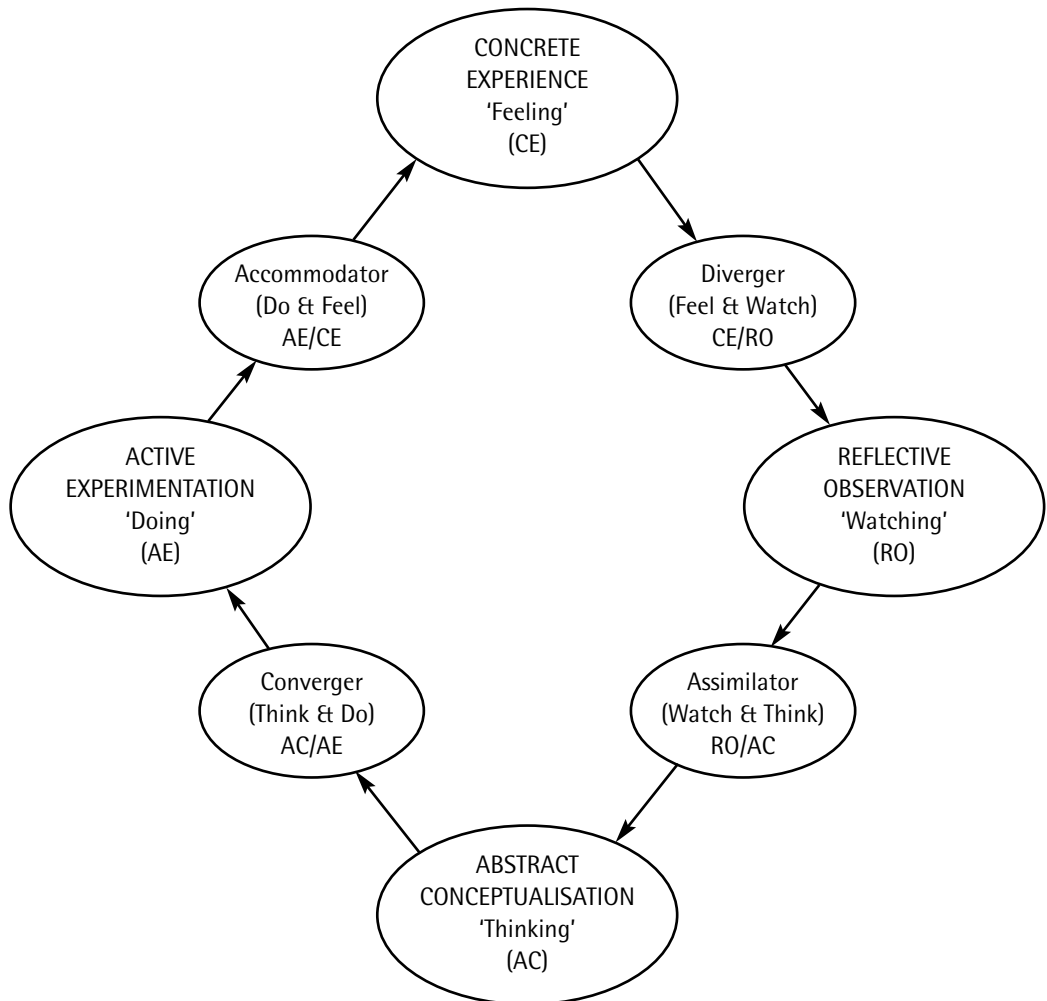 CONCRETE
EXPERIENCE
‘Feeling’
(CE)
Accommodator
(Do & Feel)
AE/CE
Diverger
(Feel & Watch)
CE/RO
ACTIVE
EXPERIMENTATION
‘Doing’
(AE)
REFLECTIVE
OBSERVATION
‘Watching’
(RO)
Converger
(Think & Do)
AC/AE
Assimilator
(Watch & Think)
RO/AC
ABSTRACT
CONCEPTUALISATION
‘Thinking’
(AC)